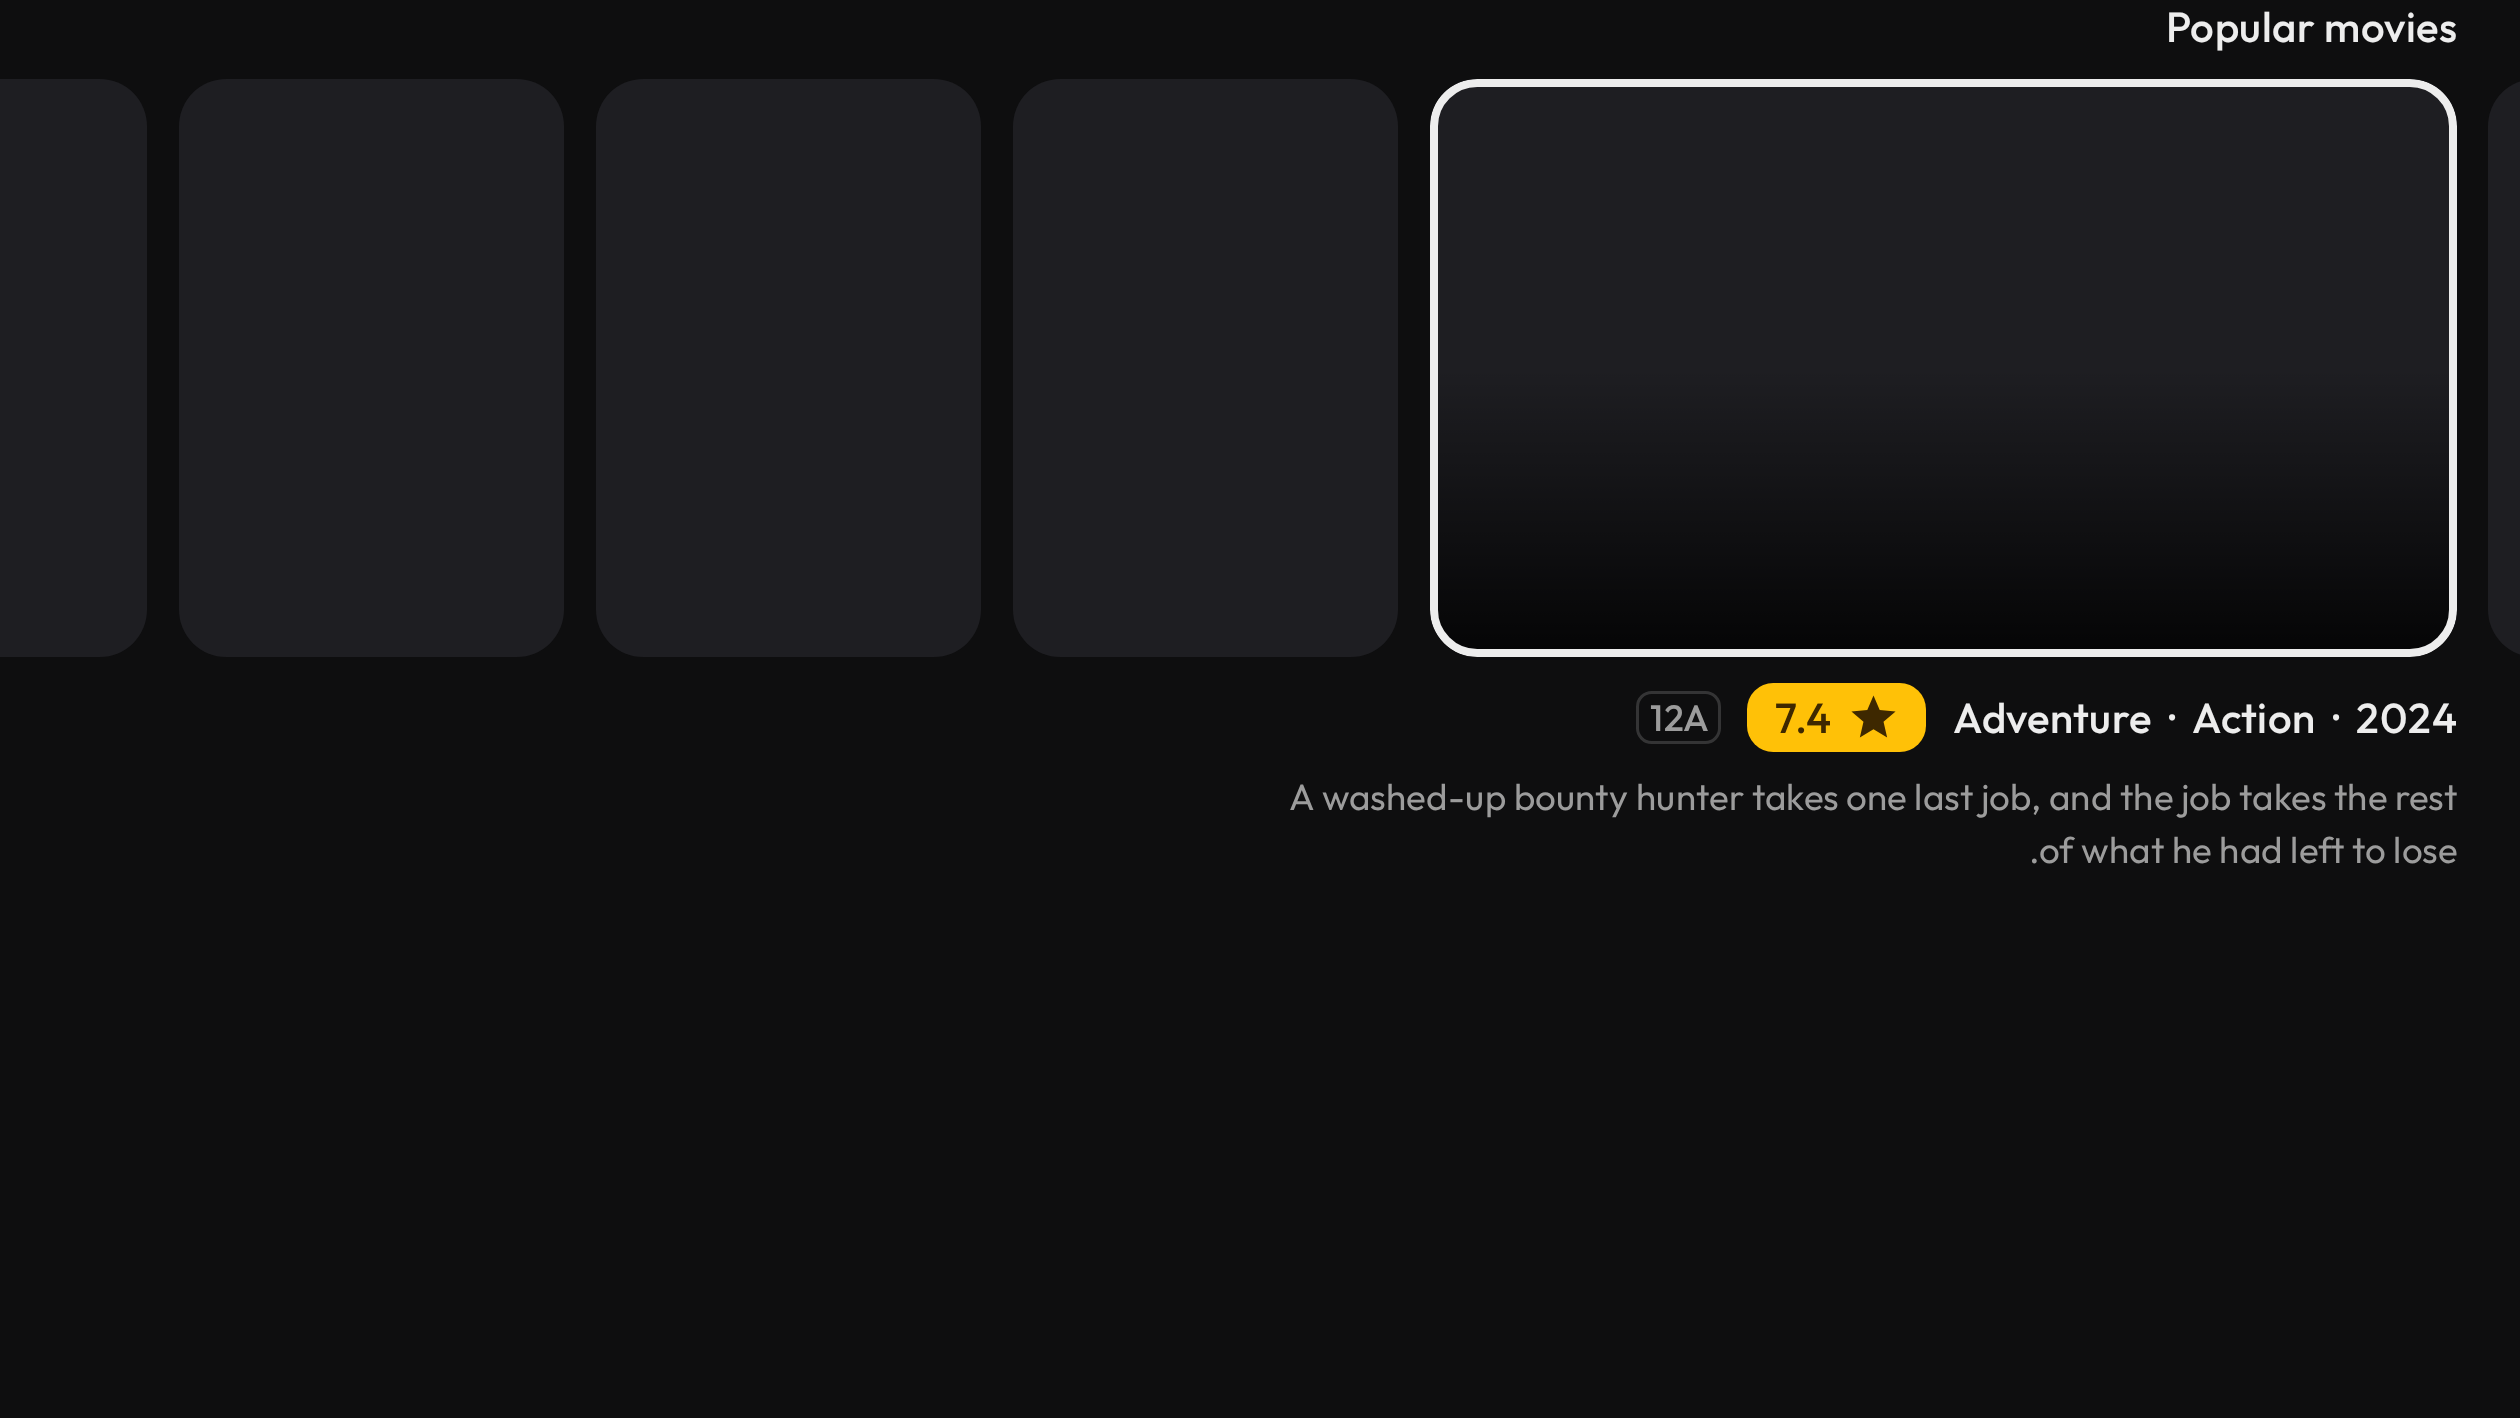 Popular movies
Adventure · Action · 2024
7.4
12A
A washed-up bounty hunter takes one last job, and the job takes the rest
.of what he had left to lose